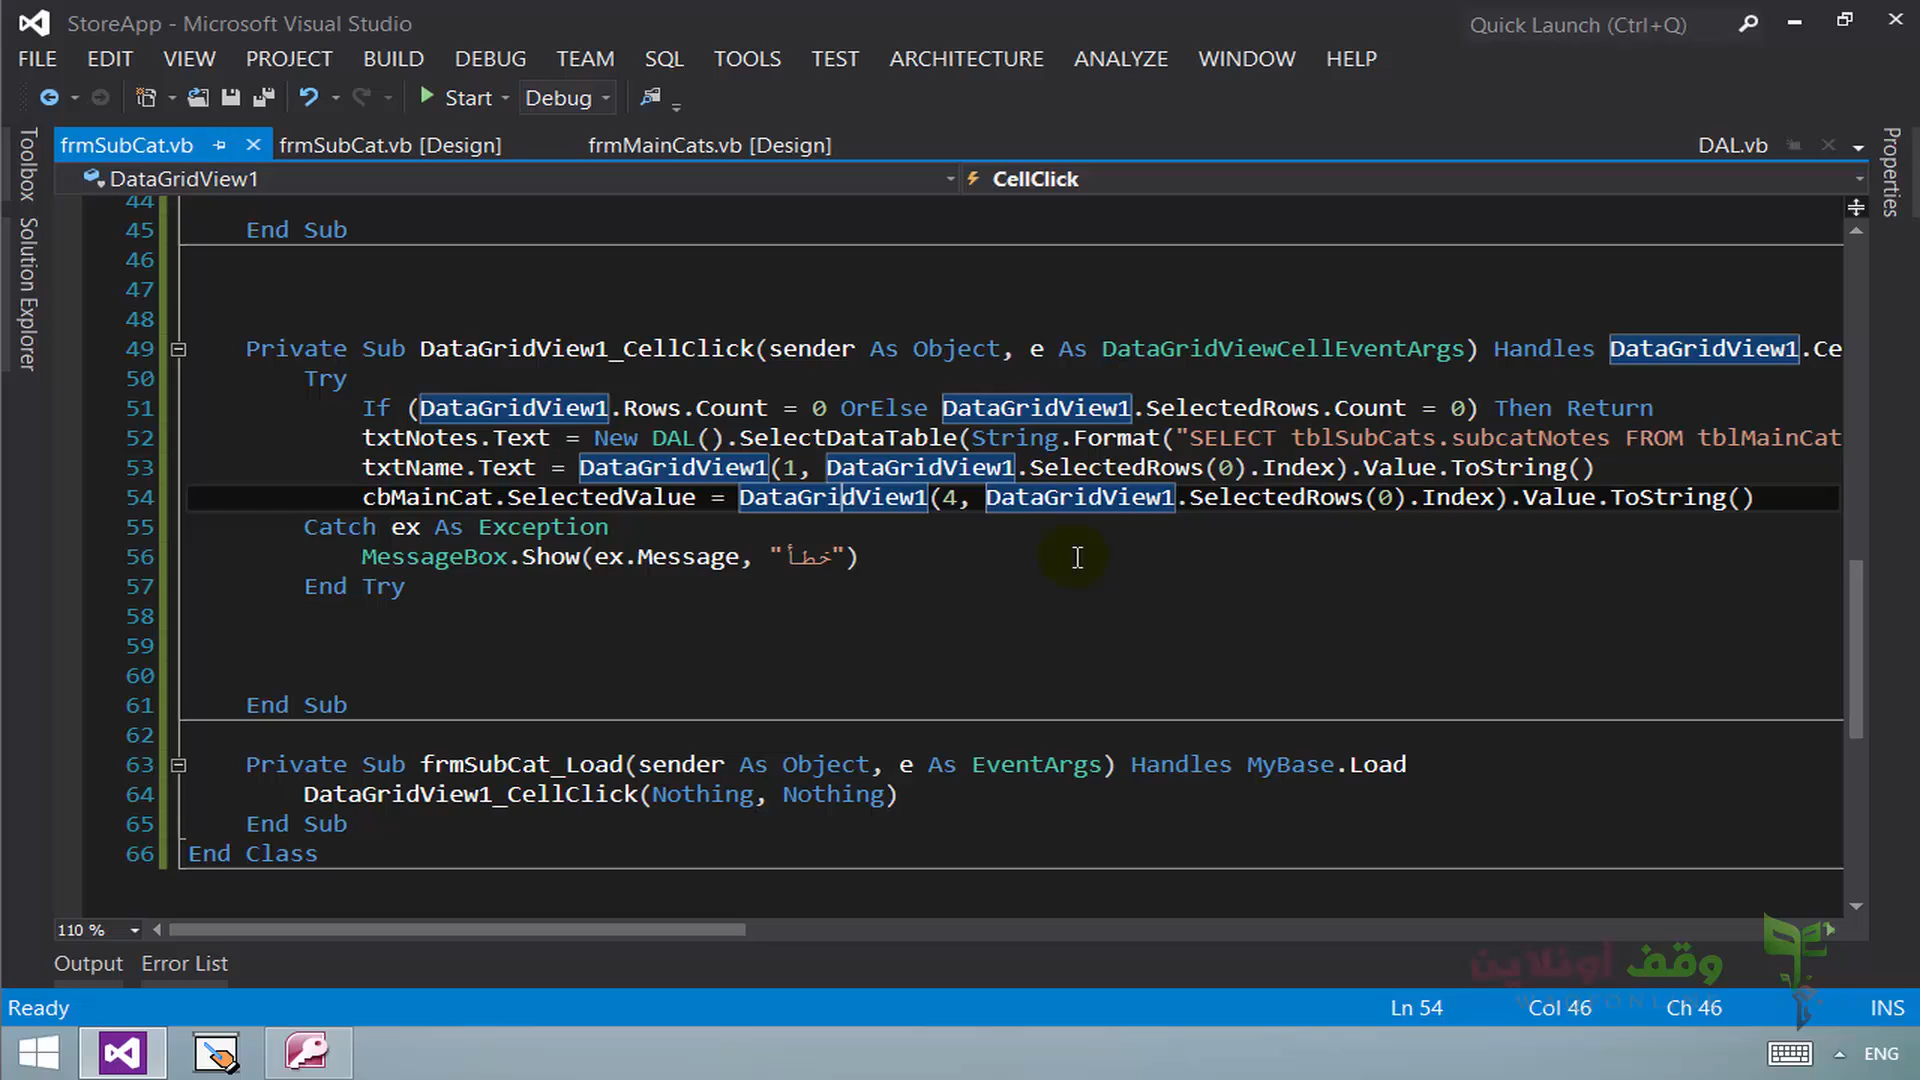 StoreApp - Microsoft Visual Studio
Quick Launch (Ctrl+Q)
FILE EDIT VIEW PROJECT BUILD DEBUG TEAM SQL TOOLS TEST ARCHITECTURE ANALYZE WINDOW HELP
Start Debug
frmSubCat.vb frmSubCat.vb [Design] frmMainCats.vb [Design] DAL.vb
Toolbox
Solution Explorer
Properties
DataGridView1 CellClick
44
45 End Sub
46
47
48
49 Private Sub DataGridView1_CellClick(sender As Object, e As DataGridViewCellEventArgs) Handles DataGridView1.Ce
50 Try
51 If (DataGridView1.Rows.Count = 0 OrElse DataGridView1.SelectedRows.Count = 0) Then Return
52 txtNotes.Text = New DAL().SelectDataTable(String.Format("SELECT tblSubCats.subcatNotes FROM tblMainCat
53 txtName.Text = DataGridView1(1, DataGridView1.SelectedRows(0).Index).Value.ToString()
54 cbMainCat.SelectedValue = DataGridView1(4, DataGridView1.SelectedRows(0).Index).Value.ToString()
55 Catch ex As Exception
56 MessageBox.Show(ex.Message, "خطأ")
57 End Try
58
59
60
61 End Sub
62
63 Private Sub frmSubCat_Load(sender As Object, e As EventArgs) Handles MyBase.Load
64 DataGridView1_CellClick(Nothing, Nothing)
65 End Sub
66 End Class
110 %
وقف أونلاين
Output Error List
Ready Ln 54 Col 46 Ch 46 INS
ENG